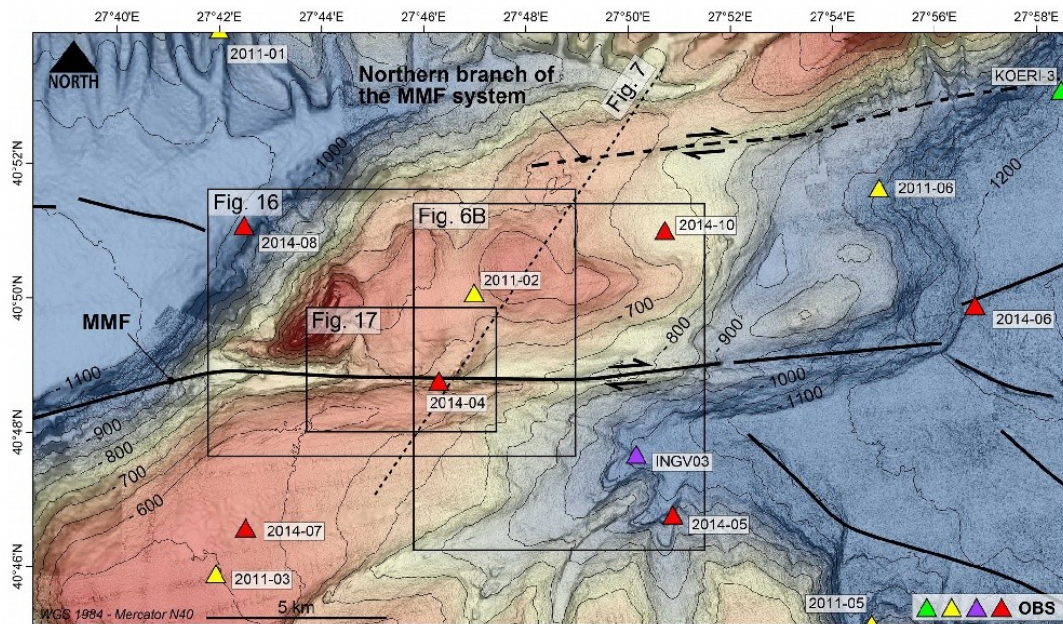 27°40' 27°42' 27°44' 27°46' 27°48' 27°50' 27°52' 27°54' 27°56' 27°58'
2011-01
NORTH
Northern branch of
the MMF system
Fig. 7
KOERI 3
40°52'
1000
1200
2011-06
Fig. 16
Fig. 6B
2014-08
2014-10
40°50'
2011-02
700
Fig. 17
2014-06
MMF
800
900
1100
1000
2014-04
1100
40°48'
900
800
700
600
INGV03
2014-07
2014-05
40°46'
2011-03
WGS 1984 - Mercator N40
5 km
2011-05
OBS